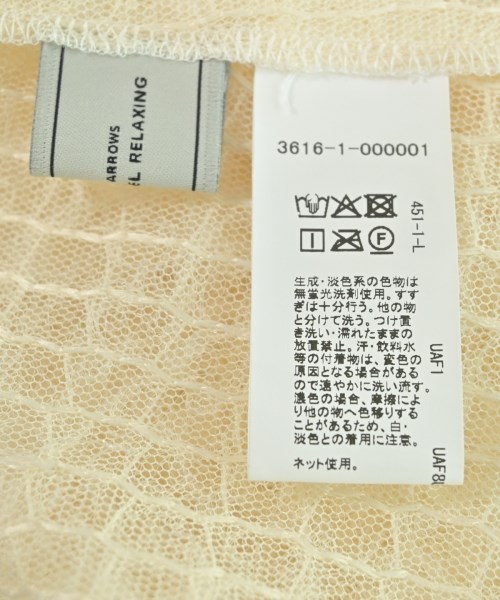 ARROWS
RELAXING
3616-1-000001
451-1-L
生成・淡色系の色物は
無蛍光洗剤使用。すす
ぎは十分行う。他の物
と分けて洗う。つけ置
き洗い・濡れたままの
放置禁止。汗・飲料水
等の付着物は、変色の
原因となる場合がある
ので速やかに洗い流す。
濃色の場合、摩擦によ
り他の物へ色移りする
ことがあるため、白・
淡色との着用に注意。
ネット使用。
UAF1